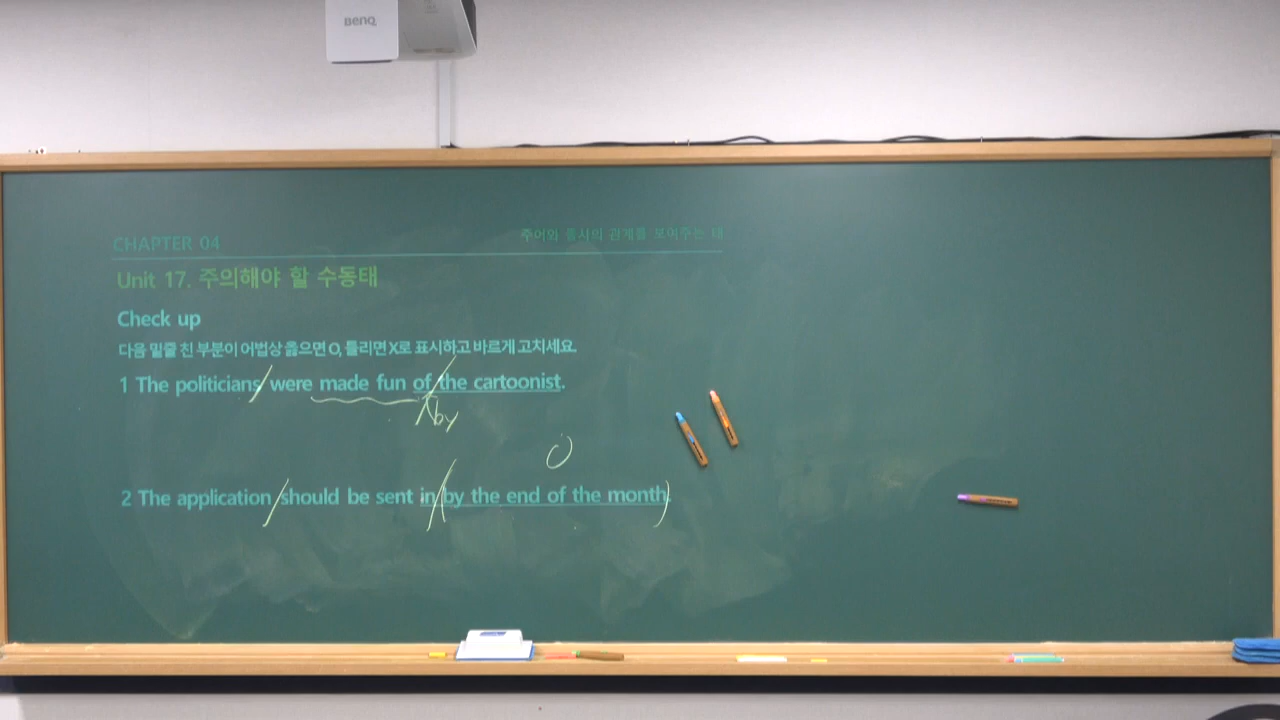 BenQ
CHAPTER 04
주어와 동사의 관계를 보여주는 태
Unit 17. 주의해야 할 수동태
Check up
다음 밑줄 친 부분이 어법상 옳으면 O, 틀리면 X로 표시하고 바르게 고치세요.
1 The politicians were made fun of the cartoonist.
by
O
2 The application should be sent in by the end of the month.